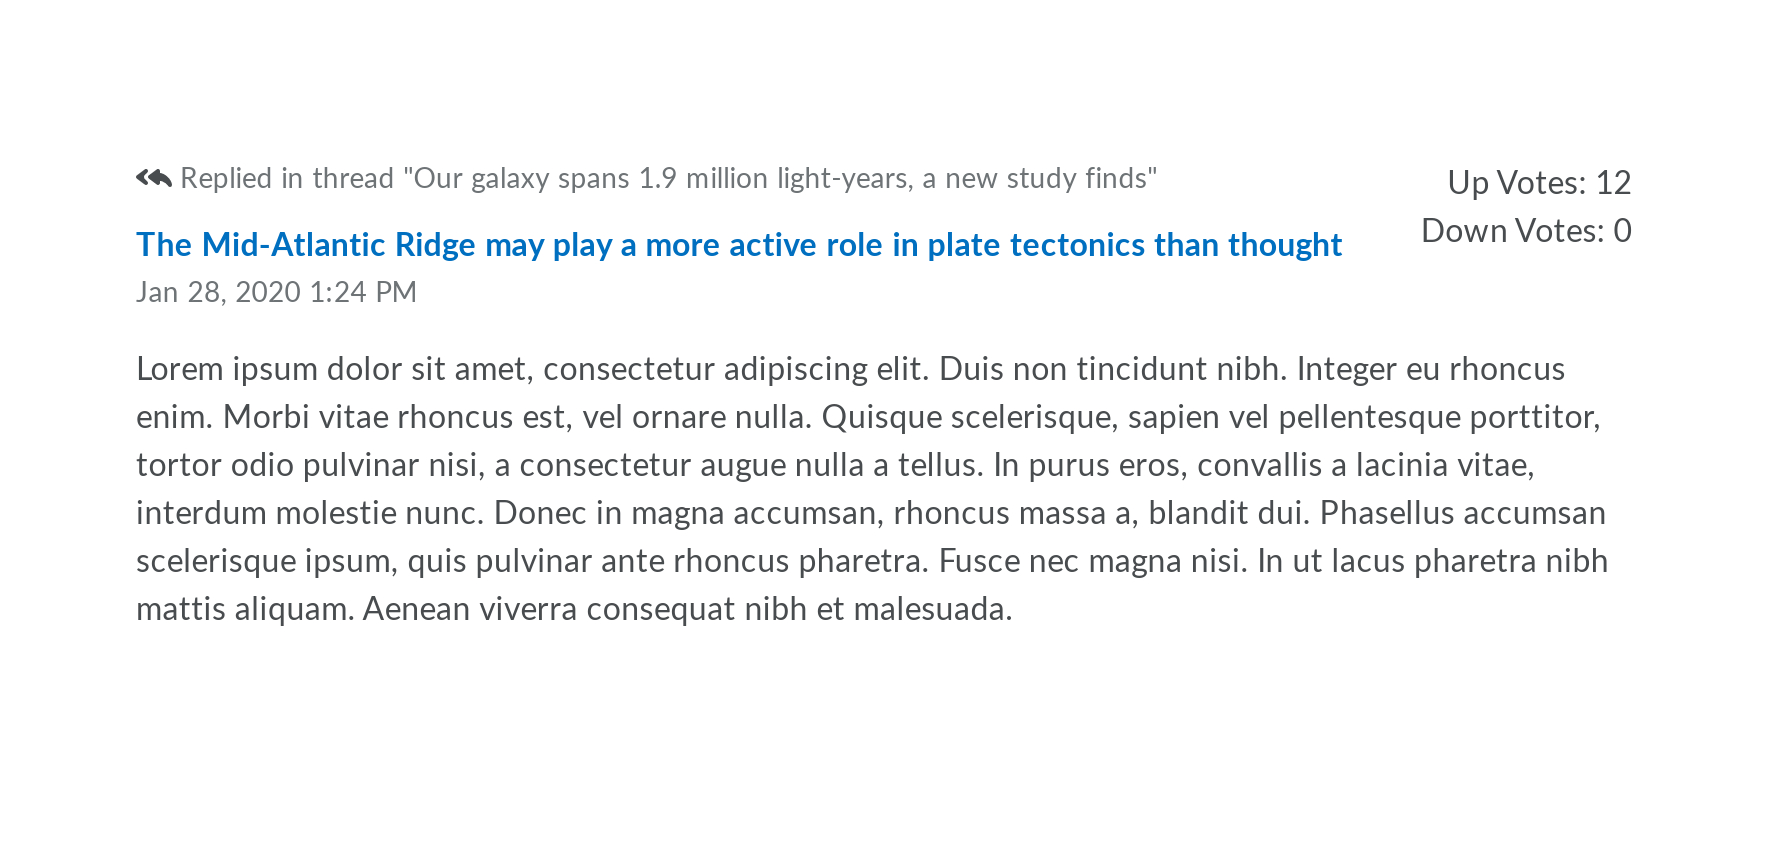 Replied in thread "Our galaxy spans 1.9 million light-years, a new study finds"
Up Votes: 12
Down Votes: 0
The Mid-Atlantic Ridge may play a more active role in plate tectonics than thought
Jan 28, 2020 1:24 PM
Lorem ipsum dolor sit amet, consectetur adipiscing elit. Duis non tincidunt nibh. Integer eu rhoncus
enim. Morbi vitae rhoncus est, vel ornare nulla. Quisque scelerisque, sapien vel pellentesque porttitor,
tortor odio pulvinar nisi, a consectetur augue nulla a tellus. In purus eros, convallis a lacinia vitae,
interdum molestie nunc. Donec in magna accumsan, rhoncus massa a, blandit dui. Phasellus accumsan
scelerisque ipsum, quis pulvinar ante rhoncus pharetra. Fusce nec magna nisi. In ut lacus pharetra nibh
mattis aliquam. Aenean viverra consequat nibh et malesuada.